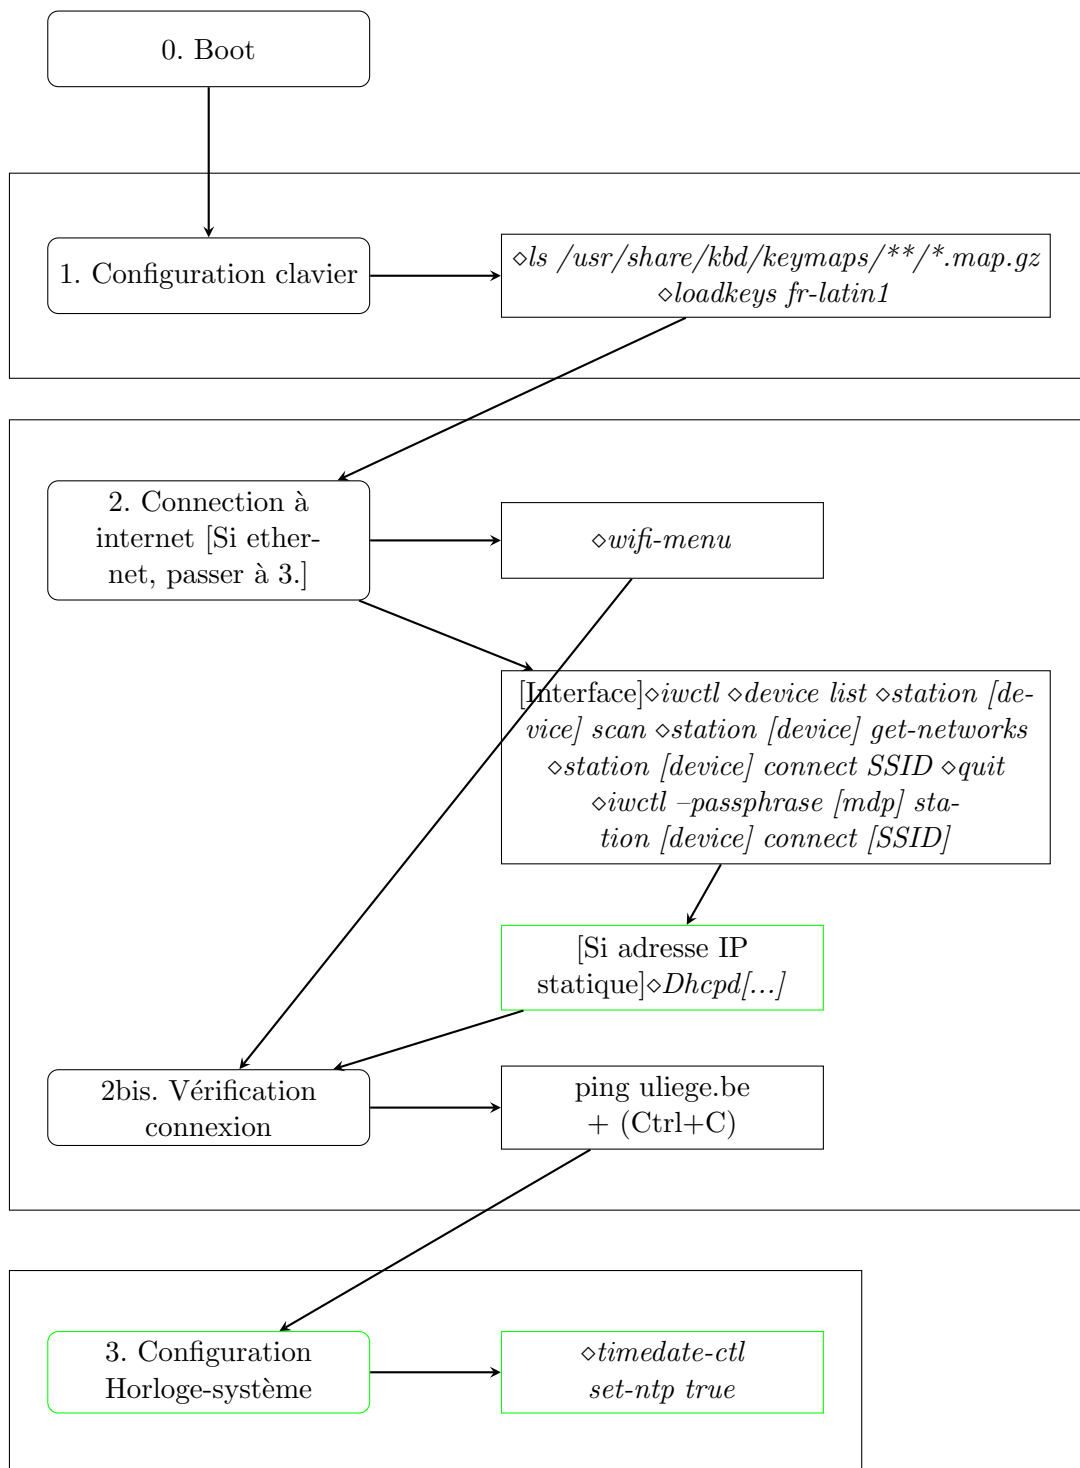 0. Boot
1. Configuration clavier
⋄ls /usr/share/kbd/keymaps/**/*.map.gz
⋄loadkeys fr-latin1
2. Connection à
internet [Si ether-
net, passer à 3.]
⋄wifi-menu
[Interface]⋄iwctl ⋄device list ⋄station [de-
vice] scan ⋄station [device] get-networks
⋄station [device] connect SSID ⋄quit
⋄iwctl –passphrase [mdp] sta-
tion [device] connect [SSID]
[Si adresse IP
statique]⋄Dhcpd[...]
2bis. Vérification
connexion
ping uliege.be
+ (Ctrl+C)
3. Configuration
Horloge-système
⋄timedate-ctl
set-ntp true